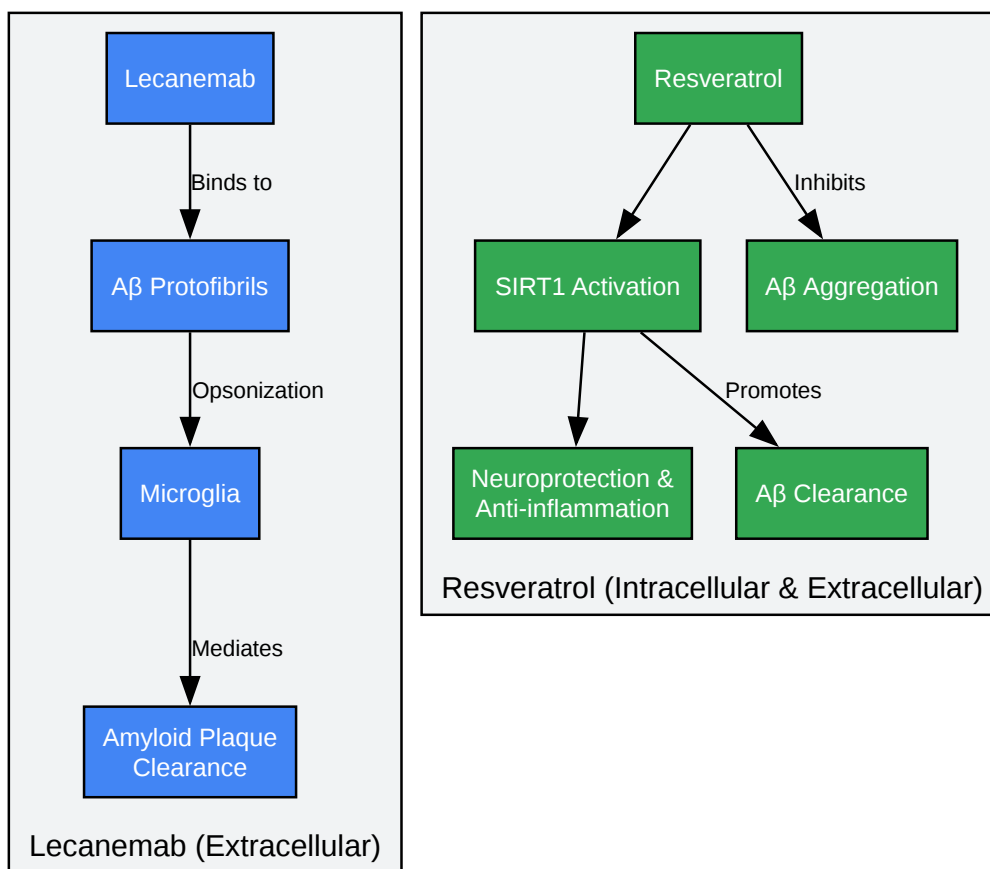 Lecanemab
Binds to
Aβ Protofibrils
Opsonization
Microglia
Mediates
Amyloid Plaque
Clearance
Lecanemab (Extracellular)
Resveratrol
Inhibits
SIRT1 Activation
Aβ Aggregation
Promotes
Neuroprotection &
Anti-inflammation
Aβ Clearance
Resveratrol (Intracellular & Extracellular)